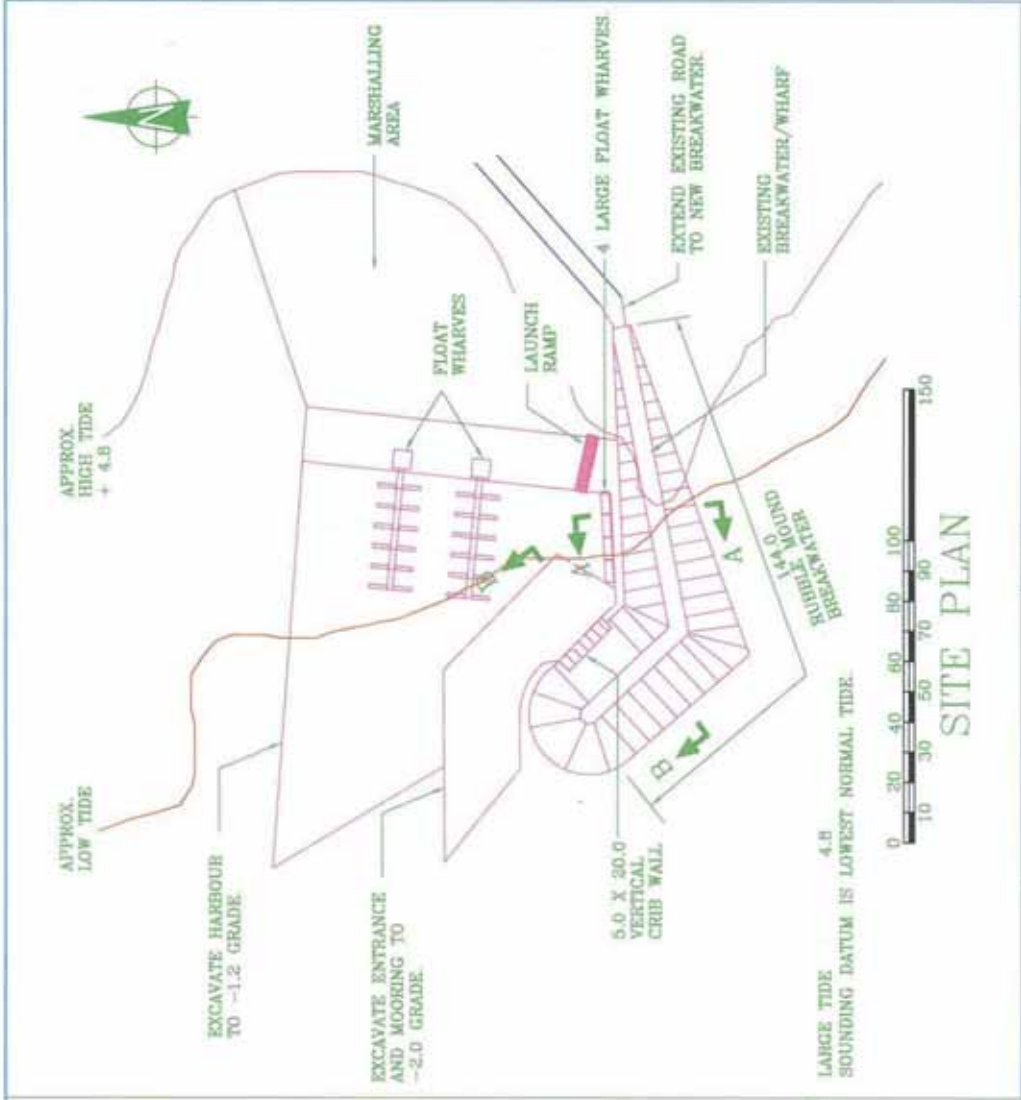 APPROX.
LOW TIDE
APPROX.
HIGH TIDE
+ 4.8
N
EXCAVATE HARBOUR
TO -1.2 GRADE.
MARSHALLING
AREA
EXCAVATE ENTRANCE
AND MOORING TO
-2.0 GRADE.
FLOAT
WHARVES
LAUNCH
RAMP
4 LARGE FLOAT WHARVES.
EXTEND EXISTING ROAD
TO NEW BREAKWATER.
EXISTING
BREAKWATER/WHARF
5.0 X 20.0
VERTICAL
CRIB WALL
A
B
144.0
RUBBLE MOUND
BREAKWATER
LARGE TIDE 4.8
SOUNDING DATUM IS LOWEST NORMAL TIDE.
0 10 20 30 50 60 70 80 90 100 150
SITE PLAN